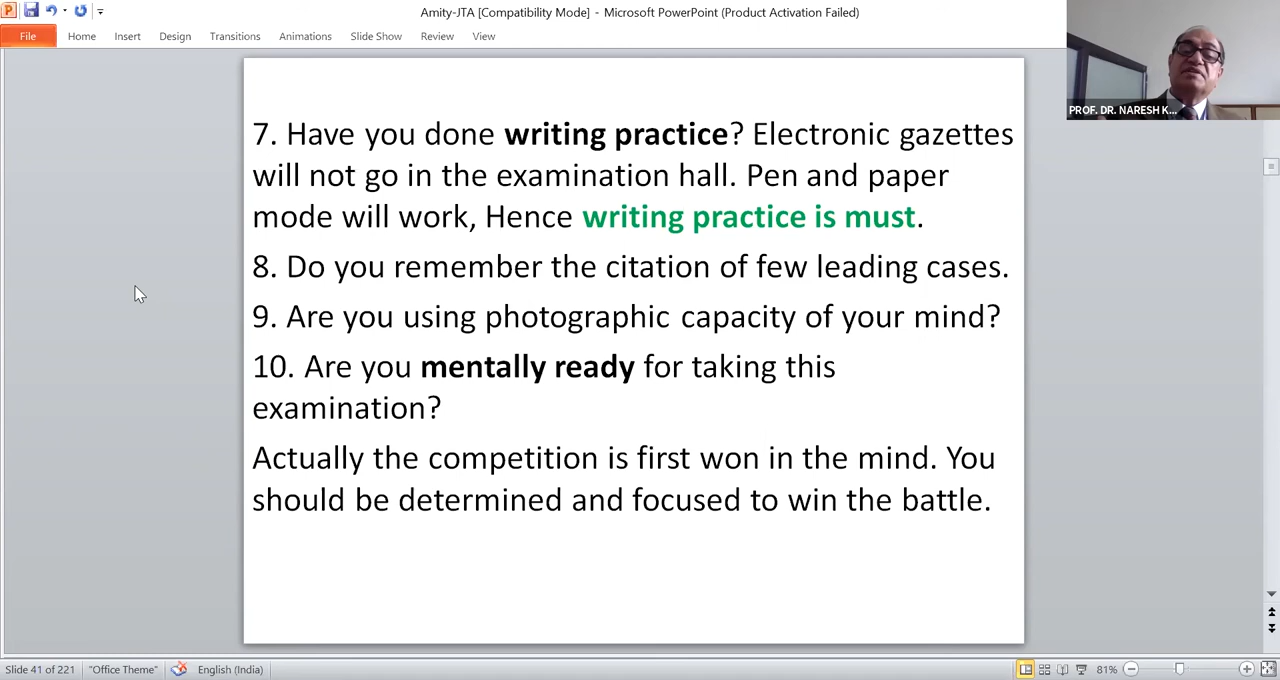 Amity-JTA [Compatibility Mode] - Microsoft PowerPoint (Product Activation Failed)
File Home Insert Design Transitions Animations Slide Show Review View
PROF. DR. NARESH K...
7. Have you done writing practice? Electronic gazettes
will not go in the examination hall. Pen and paper
mode will work, Hence writing practice is must.
8. Do you remember the citation of few leading cases.
9. Are you using photographic capacity of your mind?
10. Are you mentally ready for taking this
examination?
Actually the competition is first won in the mind. You
should be determined and focused to win the battle.
Slide 41 of 221 "Office Theme" English (India) 81%